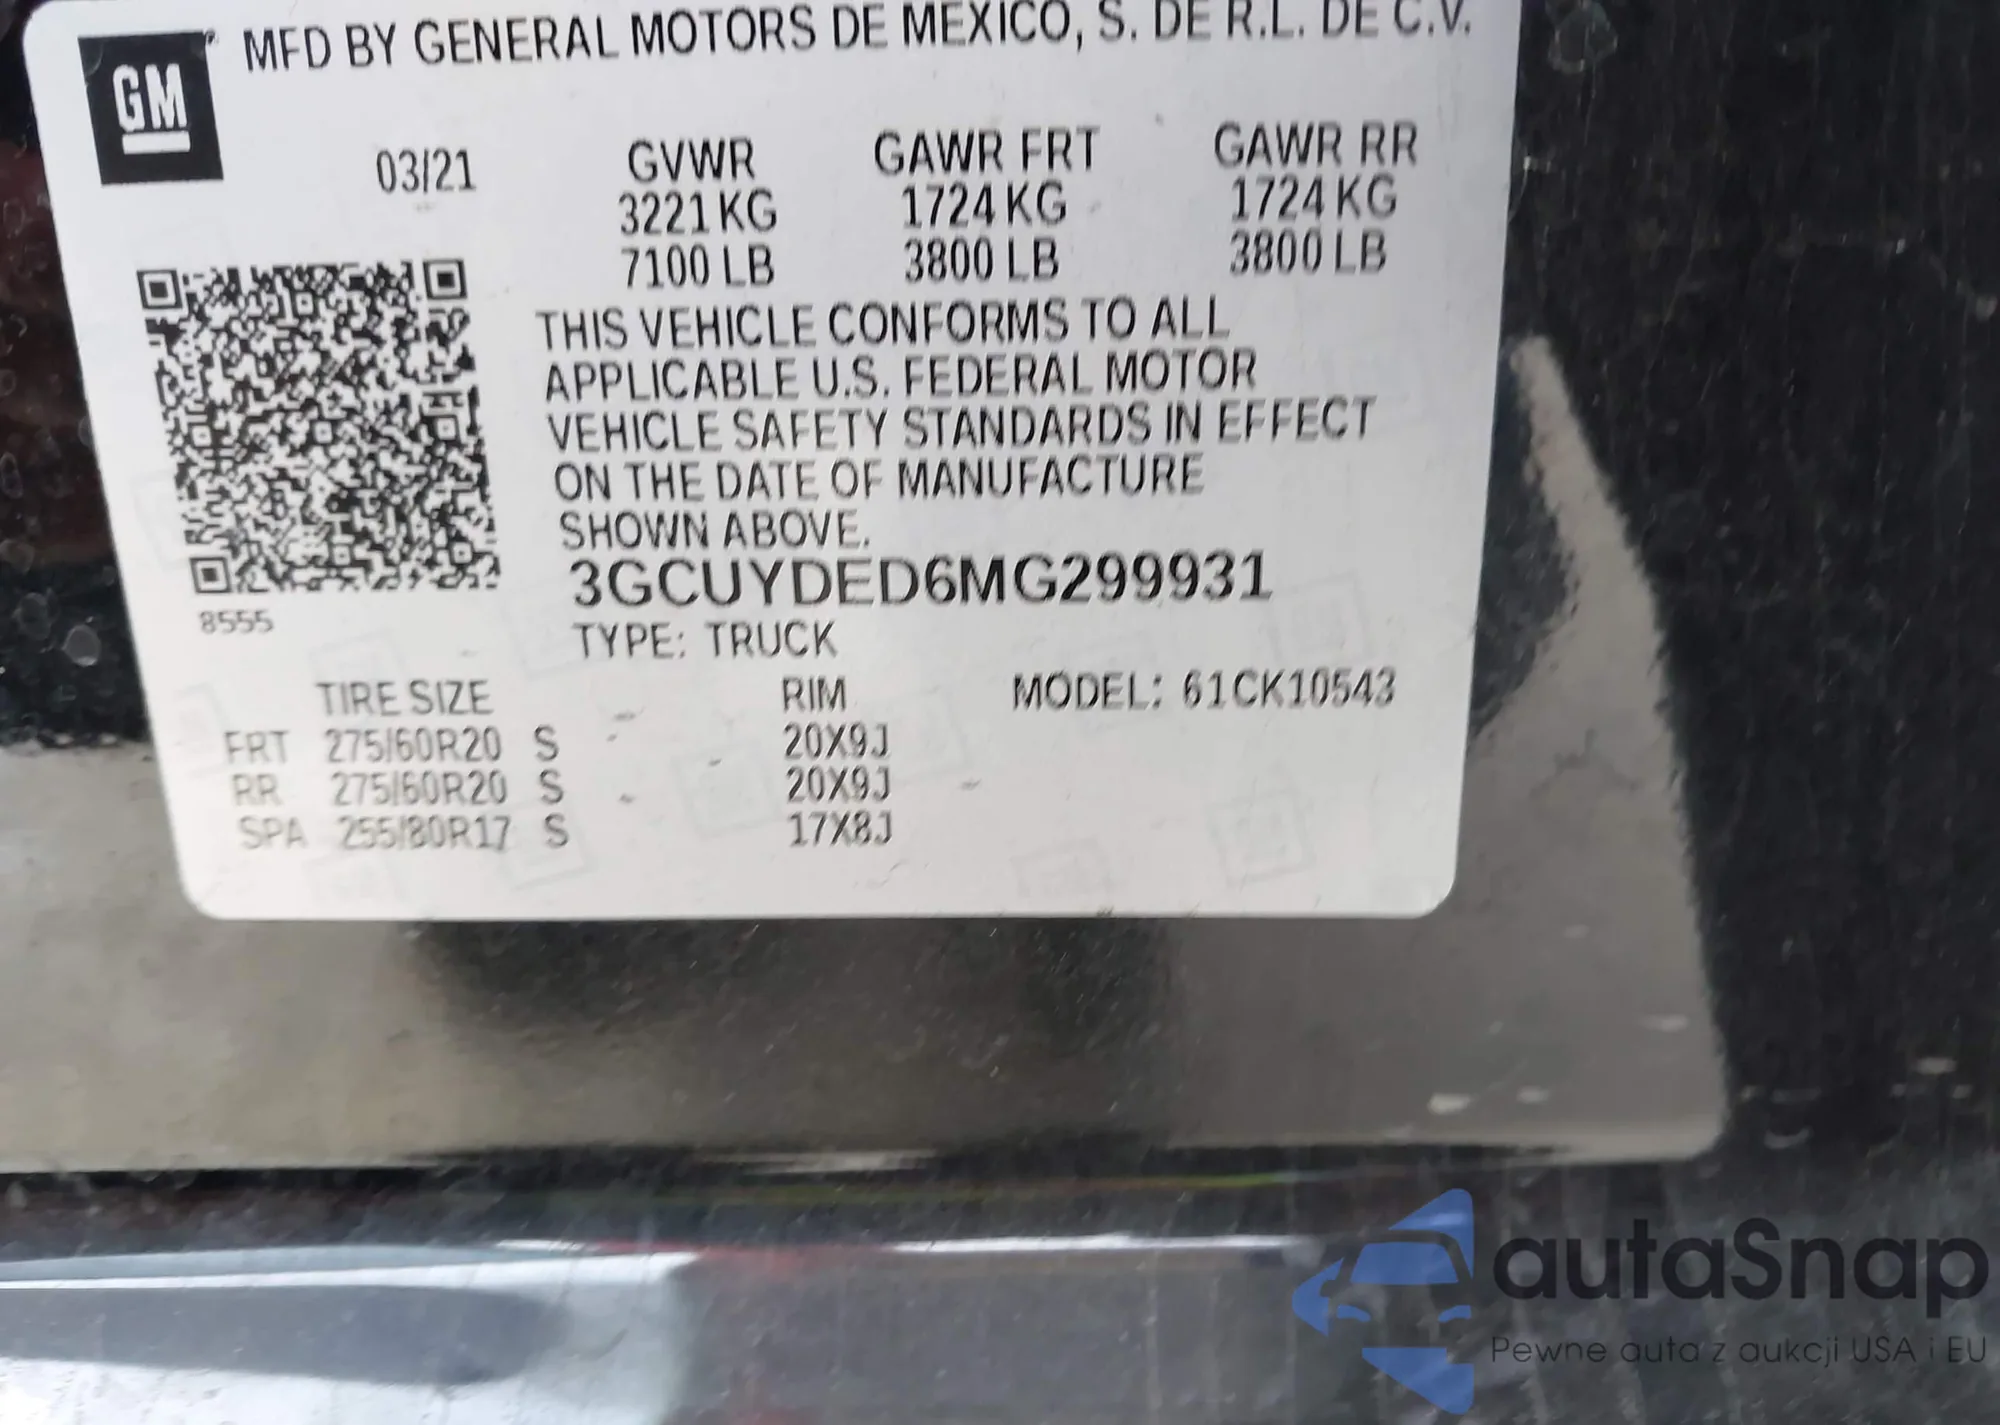 GM
MFD BY GENERAL MOTORS DE MEXICO, S. DE R.L. DE C.V.
03/21 GVWR GAWR FRT GAWR RR
3221 KG 1724 KG 1724 KG
7100 LB 3800 LB 3800 LB
THIS VEHICLE CONFORMS TO ALL
APPLICABLE U.S. FEDERAL MOTOR
VEHICLE SAFETY STANDARDS IN EFFECT
ON THE DATE OF MANUFACTURE
SHOWN ABOVE.
3GCUYDED6MG299931
8555
TYPE: TRUCK
TIRE SIZE RIM MODEL: 61CK10543
FRT 275/60R20 S 20X9J
RR 275/60R20 S 20X9J
SPA 255/80R17 S 17X8J
autaSnap
Pewne auta z aukcji USA i EU